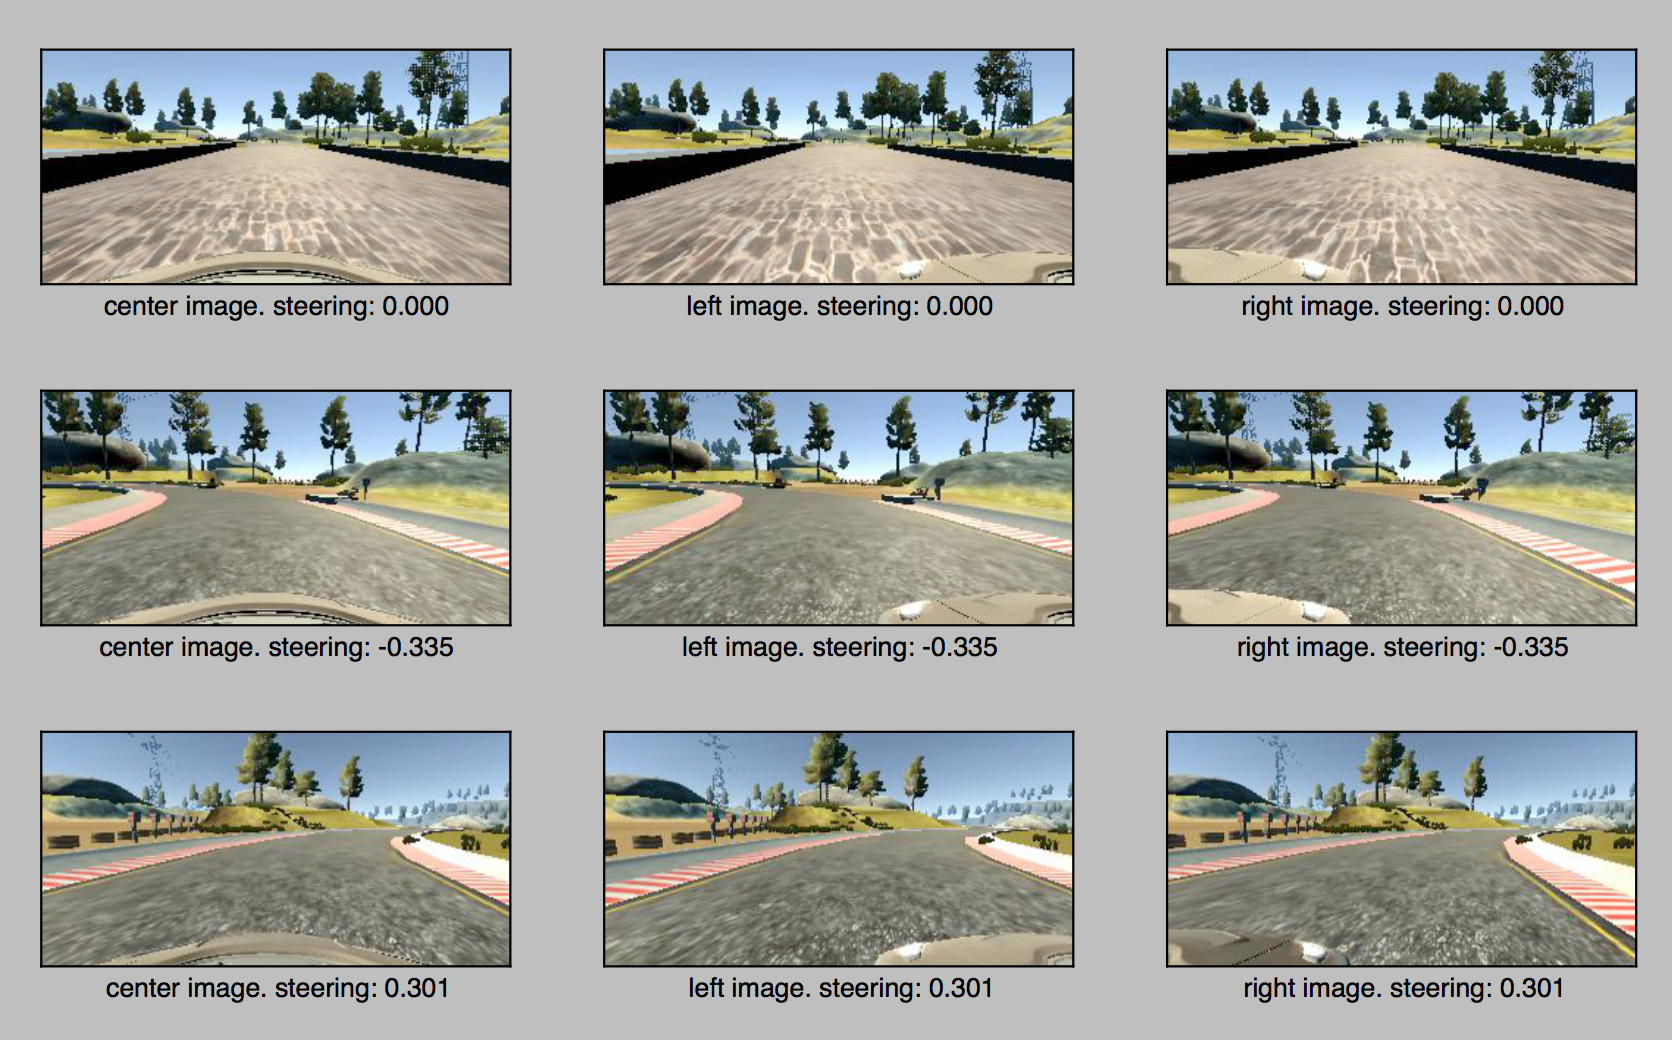 center image. steering: 0.000
left image. steering: 0.000
right image. steering: 0.000
center image. steering: -0.335
left image. steering: -0.335
right image. steering: -0.335
center image. steering: 0.301
left image. steering: 0.301
right image. steering: 0.301